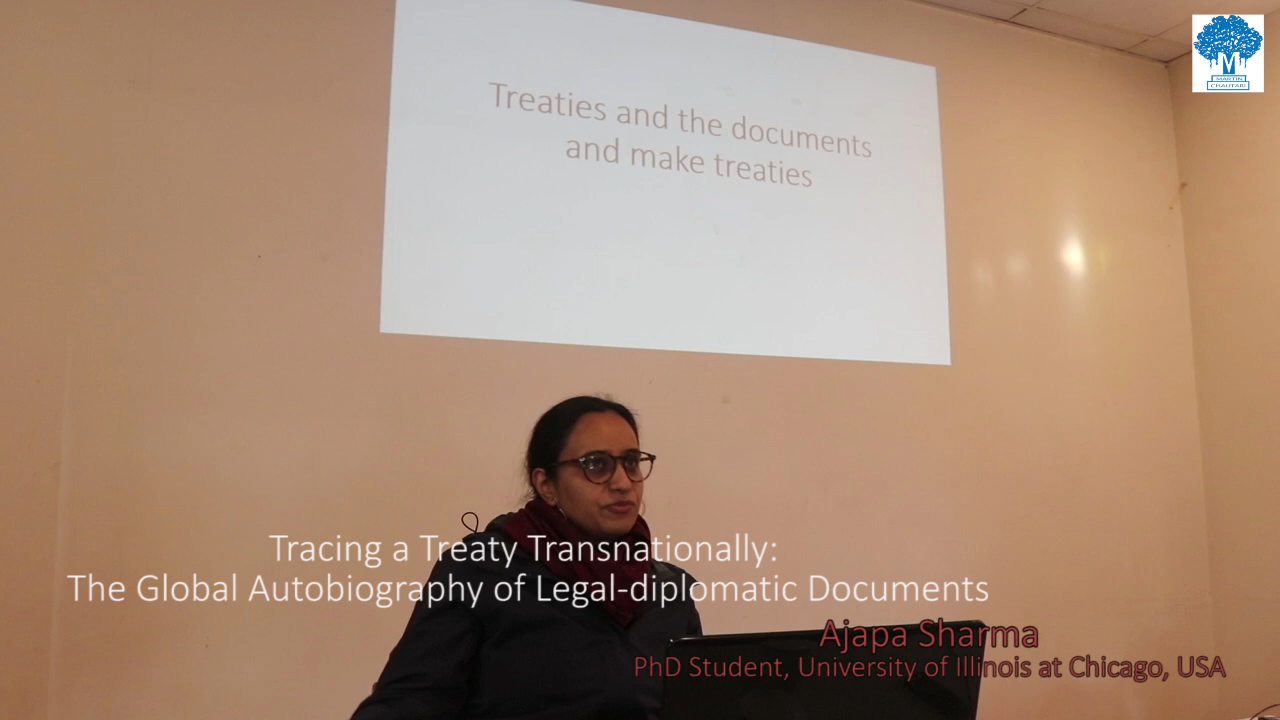 MARTIN
CHAUTARI
Treaties and the documents
and make treaties
Tracing a Treaty Transnationally:
The Global Autobiography of Legal-diplomatic Documents
Ajapa Sharma
PhD Student, University of Illinois at Chicago, USA